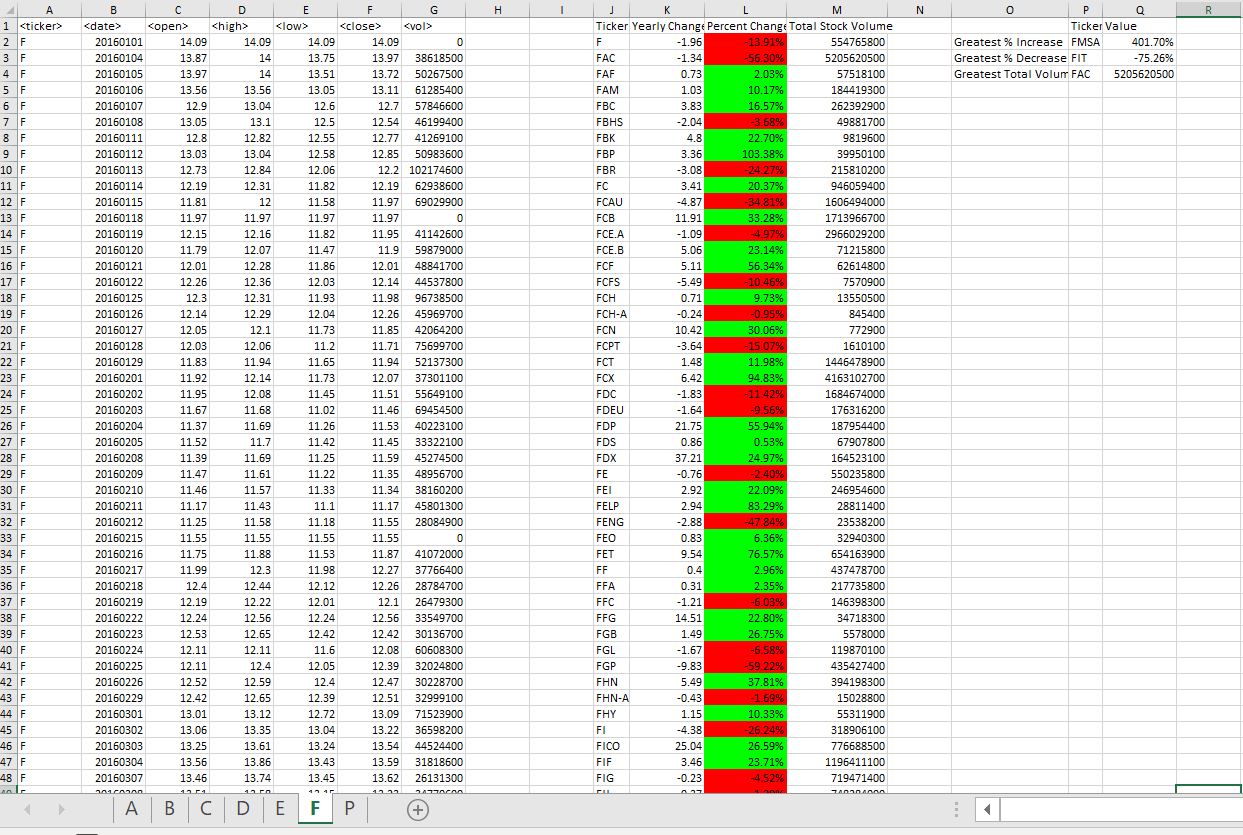 A B C D E F G H I J K L M N O P Q R
1 <ticker> <date> <open> <high> <low> <close> <vol> Ticker Yearly Change Percent Change Total Stock Volume Ticker Value
2 F 20160101 14.09 14.09 14.09 14.09 0 F -1.96 -13.91% 554765800 Greatest % Increase FMSA 401.70%
3 F 20160104 13.87 14 13.75 13.97 38618500 FAC -1.34 -56.30% 5205620500 Greatest % Decrease FIT -75.26%
4 F 20160105 13.97 14 13.51 13.72 50267500 FAF 0.73 2.03% 57518100 Greatest Total Volum FAC 5205620500
5 F 20160106 13.56 13.56 13.05 13.11 61285400 FAM 1.03 10.17% 184419300
6 F 20160107 12.9 13.04 12.6 12.7 57846600 FBC 3.83 16.57% 262392900
7 F 20160108 13.05 13.1 12.5 12.54 46199400 FBHS -2.04 -3.68% 49881700
8 F 20160111 12.8 12.82 12.55 12.77 41269100 FBK 4.8 22.70% 9819600
9 F 20160112 13.03 13.04 12.58 12.85 50983600 FBP 3.36 103.38% 39950100
10 F 20160113 12.73 12.84 12.06 12.2 102174600 FBR -3.08 -24.27% 215810200
11 F 20160114 12.19 12.31 11.82 12.19 62938600 FC 3.41 20.37% 946059400
12 F 20160115 11.81 12 11.58 11.97 69029900 FCAU -4.87 -34.81% 1606494000
13 F 20160118 11.97 11.97 11.97 11.97 0 FCB 11.91 33.28% 1713966700
14 F 20160119 12.15 12.16 11.82 11.95 41142600 FCE.A -1.09 -4.97% 2966029200
15 F 20160120 11.79 12.07 11.47 11.9 59879000 FCE.B 5.06 23.14% 71215800
16 F 20160121 12.01 12.28 11.86 12.01 48841700 FCF 5.11 56.34% 62614800
17 F 20160122 12.26 12.36 12.03 12.14 44537800 FCFS -5.49 -10.46% 7570900
18 F 20160125 12.3 12.31 11.93 11.98 96738500 FCH 0.71 9.73% 13550500
19 F 20160126 12.14 12.29 12.04 12.26 45969700 FCH-A -0.24 -0.95% 845400
20 F 20160127 12.05 12.1 11.73 11.85 42064200 FCN 10.42 30.06% 772900
21 F 20160128 12.03 12.06 11.2 11.71 75699700 FCPT -3.64 -15.07% 1610100
22 F 20160129 11.83 11.94 11.65 11.94 52137300 FCT 1.48 11.98% 1446478900
23 F 20160201 11.92 12.14 11.73 12.07 37301100 FCX 6.42 94.83% 4163102700
24 F 20160202 11.95 12.08 11.45 11.51 55649100 FDC -1.83 -11.42% 1684674000
25 F 20160203 11.67 11.68 11.02 11.46 69454500 FDEU -1.64 -9.56% 176316200
26 F 20160204 11.37 11.69 11.26 11.53 40223100 FDP 21.75 55.94% 187954400
27 F 20160205 11.52 11.7 11.42 11.45 33322100 FDS 0.86 0.53% 67907800
28 F 20160208 11.39 11.69 11.25 11.59 45274500 FDX 37.21 24.97% 164523100
29 F 20160209 11.47 11.61 11.22 11.35 48956700 FE -0.76 -2.40% 550235800
30 F 20160210 11.46 11.57 11.33 11.34 38160200 FEI 2.92 22.09% 246954600
31 F 20160211 11.17 11.43 11.1 11.17 45801300 FELP 2.94 83.29% 28811400
32 F 20160212 11.25 11.58 11.18 11.55 28084900 FENG -2.88 -47.84% 23538200
33 F 20160215 11.55 11.55 11.55 11.55 0 FEO 0.83 6.36% 32940300
34 F 20160216 11.75 11.88 11.53 11.87 41072000 FET 9.54 76.57% 654163900
35 F 20160217 11.99 12.3 11.98 12.27 37766400 FF 0.4 2.96% 437478700
36 F 20160218 12.4 12.44 12.12 12.26 28784700 FFA 0.31 2.35% 217735800
37 F 20160219 12.19 12.22 12.01 12.1 26479300 FFC -1.21 -6.03% 146398300
38 F 20160222 12.24 12.56 12.24 12.56 33549700 FFG 14.51 22.80% 34718300
39 F 20160223 12.53 12.65 12.42 12.42 30136700 FGB 1.49 26.75% 5578000
40 F 20160224 12.11 12.11 11.6 12.08 60608300 FGL -1.67 -6.58% 119870100
41 F 20160225 12.11 12.4 12.05 12.39 32024800 FGP -9.83 -59.22% 435427400
42 F 20160226 12.52 12.59 12.4 12.47 30228700 FHN 5.49 37.81% 394198300
43 F 20160229 12.42 12.65 12.39 12.51 32999100 FHN-A -0.43 -1.69% 15028800
44 F 20160301 13.01 13.12 12.72 13.09 71523900 FHY 1.15 10.33% 55311900
45 F 20160302 13.06 13.35 13.04 13.22 36598200 FI -4.38 -26.24% 318906100
46 F 20160303 13.25 13.61 13.24 13.54 44524400 FICO 25.04 26.59% 776688500
47 F 20160304 13.56 13.86 13.43 13.59 31818600 FIF 3.46 23.71% 1196411100
48 F 20160307 13.46 13.74 13.45 13.62 26131300 FIG -0.23 -4.52% 719471400
A B C D E F P